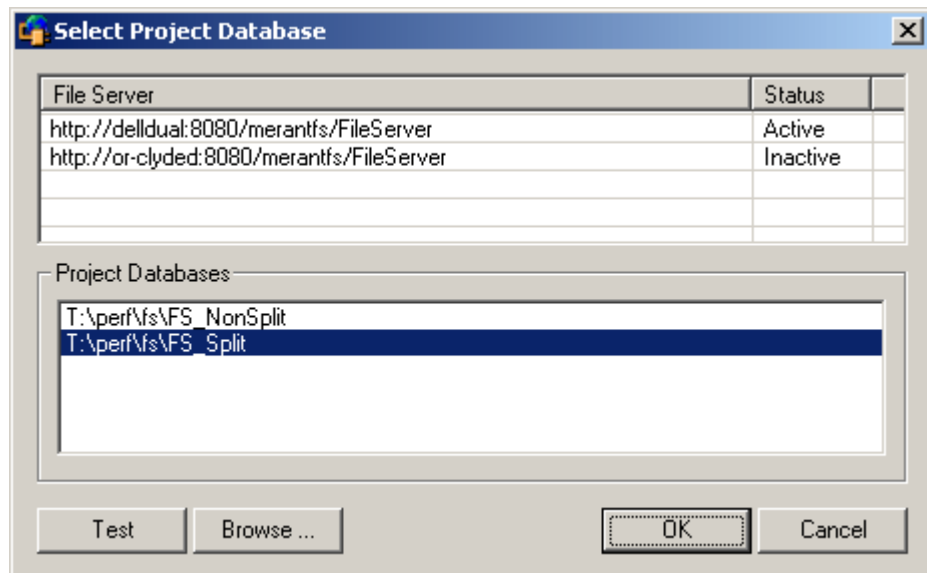 Select Project Database
File Server Status
http://delldual:8080/merantfs/FileServer Active
http://or-clyded:8080/merantfs/FileServer Inactive
Project Databases
T:\perf\fs\FS_NonSplit
T:\perf\fs\FS_Split
Test Browse ... OK Cancel